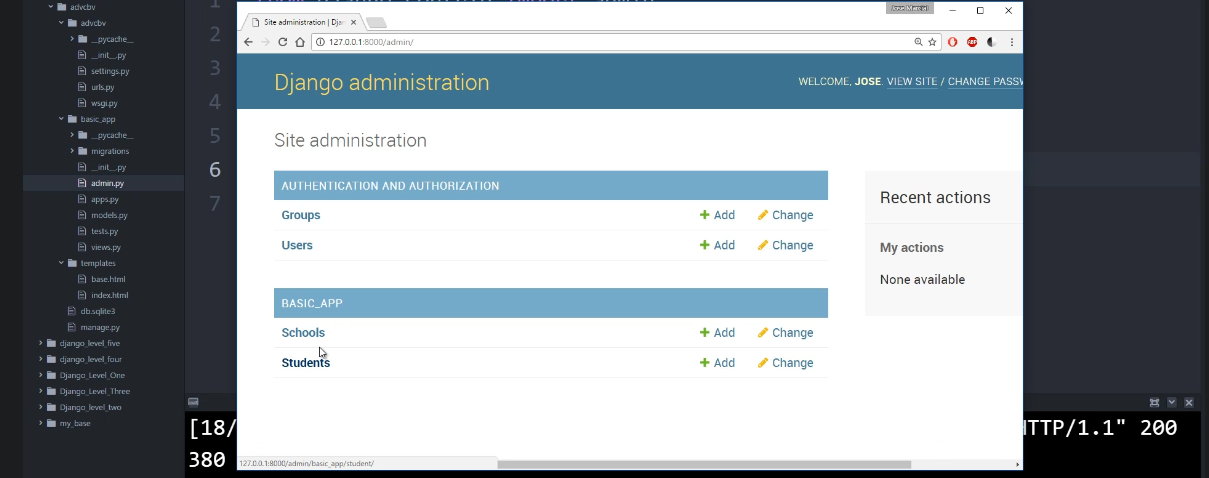 advcbv
advcbv
__pycache__
__init__.py
settings.py
urls.py
wsgi.py
basic_app
__pycache__
migrations
__init__.py
admin.py
apps.py
models.py
tests.py
views.py
templates
base.html
index.html
db.sqlite3
manage.py
django_level_five
django_level_four
Django_Level_One
Django_Level_Three
Django_level_two
my_base
1
2
3
4
5
6
7
Jose Marcial
Site administration | Dja
127.0.0.1:8000/admin/
ABP
Django administration
WELCOME, JOSE. VIEW SITE / CHANGE PASSW
Site administration
AUTHENTICATION AND AUTHORIZATION
Groups Add Change
Users Add Change
BASIC_APP
Schools Add Change
Students Add Change
Recent actions
My actions
None available
127.0.0.1:8000/admin/basic_app/student/
[18/ HTTP/1.1" 200
380